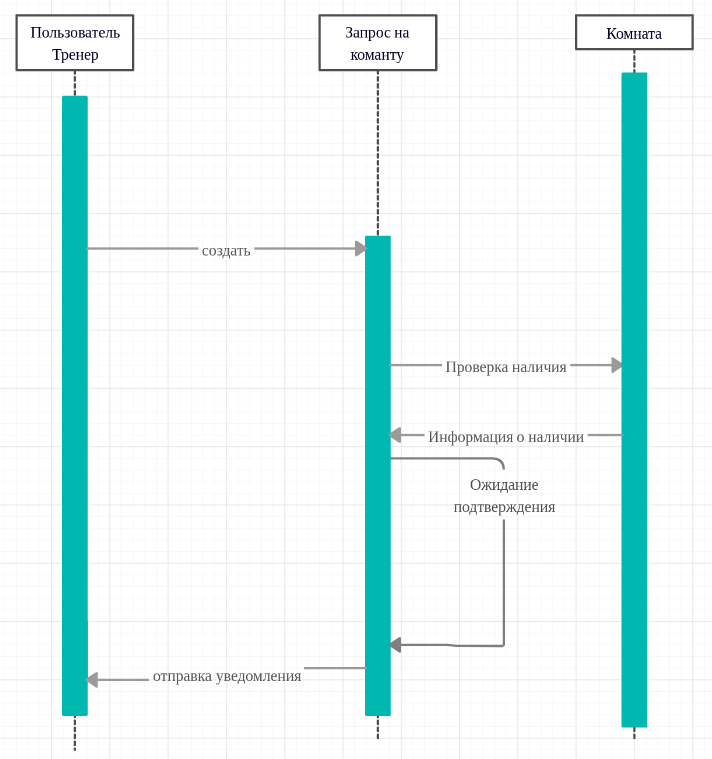 Пользователь
Тренер
Запрос на
команту
Комната
создать
Проверка наличия
Информация о наличии
Ожидание
подтверждения
отправка уведомления